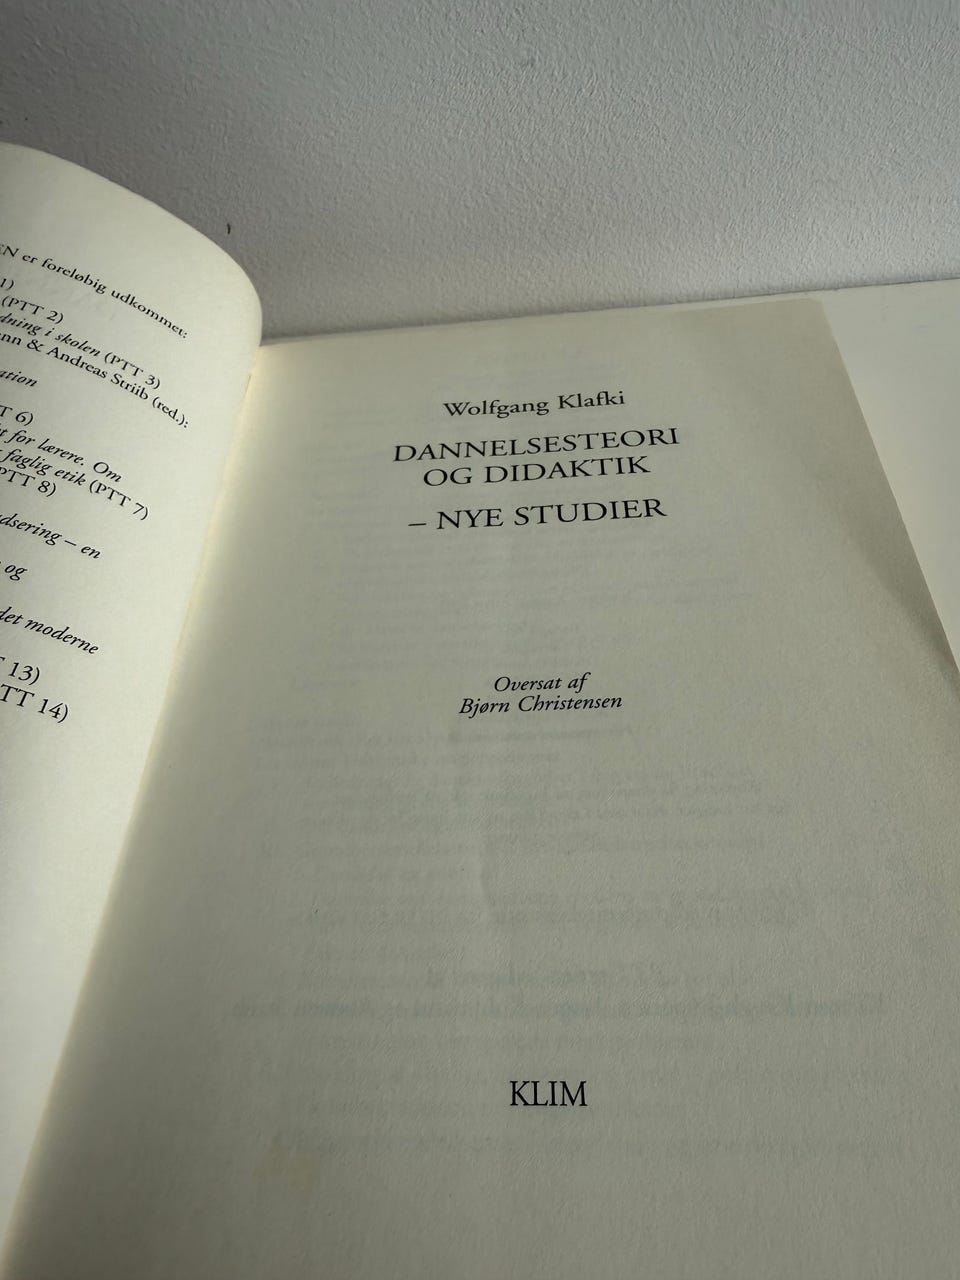 EN er foreløbig udkommet:
1)
(PTT 2)
dning i skolen (PTT 3)
nn & Andreas Striib (red.):
ation
T 6)
t for lærere. Om
faglig etik (PTT 7)
PTT 8)
dsering – en
og
det moderne
13)
TT 14)
Wolfgang Klafki
DANNELSESTEORI
OG DIDAKTIK
– NYE STUDIER
Oversat af
Bjørn Christensen
KLIM